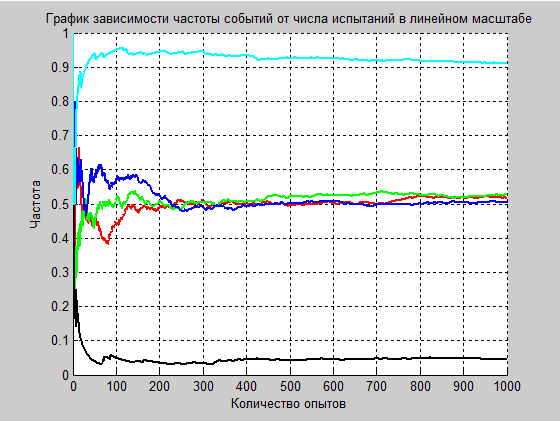 График зависимости частоты событий от числа испытаний в линейном масштабе
1
0.9
0.8
0.7
0.6
0.5
0.4
0.3
0.2
0.1
0
Частота
0 100 200 300 400 500 600 700 800 900 1000
Количество опытов